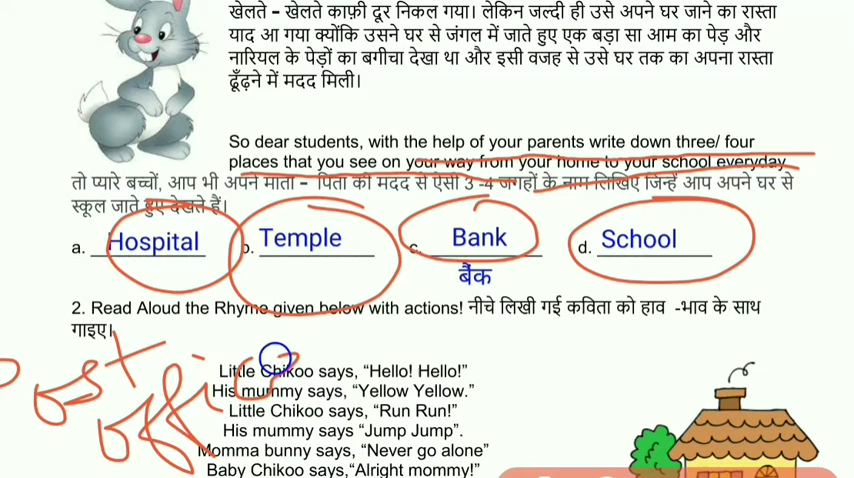 खेलते - खेलते काफ़ी दूर निकल गया। लेकिन जल्दी ही उसे अपने घर जाने का रास्ता
याद आ गया क्योंकि उसने घर से जंगल में जाते हुए एक बड़ा सा आम का पेड़ और
नारियल के पेड़ों का बगीचा देखा था और इसी वजह से उसे घर तक का अपना रास्ता
ढूँढ़ने में मदद मिली।
So dear students, with the help of your parents write down three/ four
places that you see on your way from your home to your school everyday
तो प्यारे बच्चों, आप भी अपने माता - पिता की मदद से ऐसी 3 -4 जगहों के नाम लिखिए जिन्हें आप अपने घर से
स्कूल जाते हुए देखते हैं।
a. Hospital b. Temple c. Bank d. School
बैंक
2. Read Aloud the Rhyme given below with actions! नीचे लिखी गई कविता को हाव -भाव के साथ
गाइए।
Post
offic
Little Chikoo says, “Hello! Hello!”
His mummy says, “Yellow Yellow.”
Little Chikoo says, “Run Run!”
His mummy says “Jump Jump”.
Momma bunny says, “Never go alone”
Baby Chikoo says,“Alright mommy!”